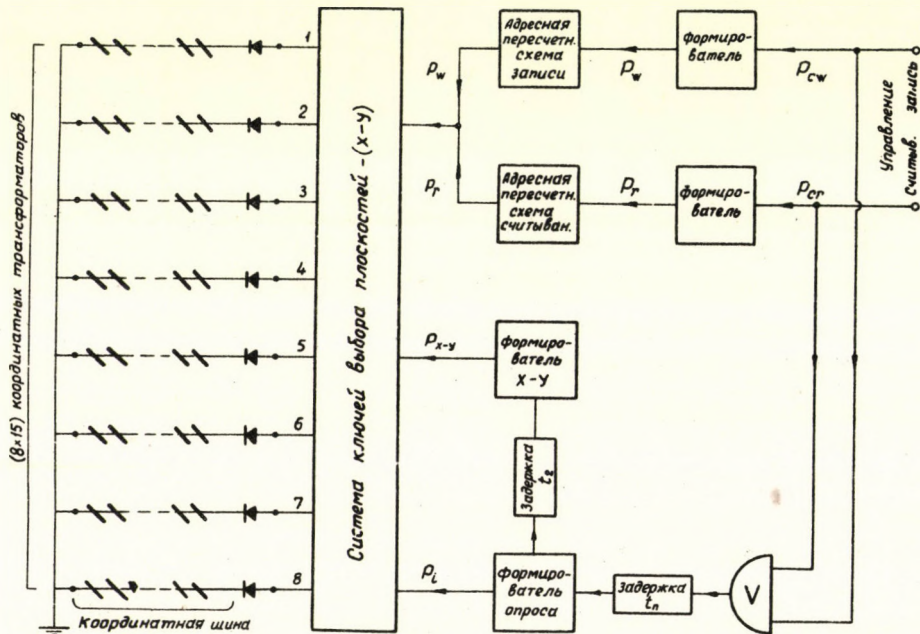 (8×15) координатных трансформаторов
1
2
3
4
5
6
7
8
Координатная шина
Система ключей выбора плоскостей-(x-y)
Адресная
пересчетн.
схема
записи
Формиро-
ватель
Pw
Pw
Pcw
Управление
Считыв. запись
Адресная
пересчетн.
схема
считыван.
Формиро-
ватель
Pr
Pr
Pcr
Px-y
Формиро-
ватель
X-Y
Задержка
t2
Pi
Формиро-
ватель
опроса
Задержка
tn
V